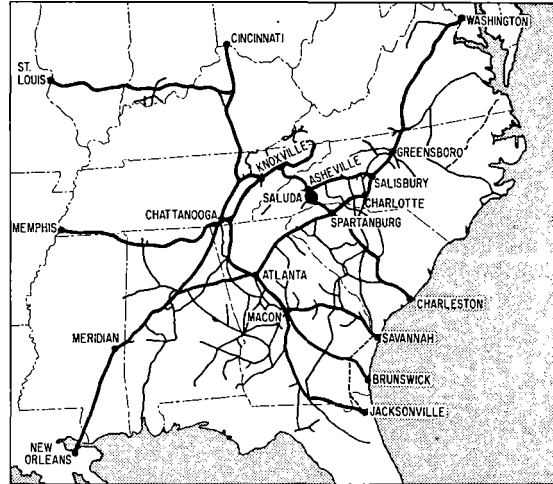 WASHINGTON
CINCINNATI
ST.
LOUIS
GREENSBORO
KNOXVILLE
ASHEVILLE
SALISBURY
SALUDA
CHARLOTTE
CHATTANOOGA
SPARTANBURG
MEMPHIS
ATLANTA
CHARLESTON
MACON
SAVANNAH
MERIDIAN
BRUNSWICK
JACKSONVILLE
NEW
ORLEANS